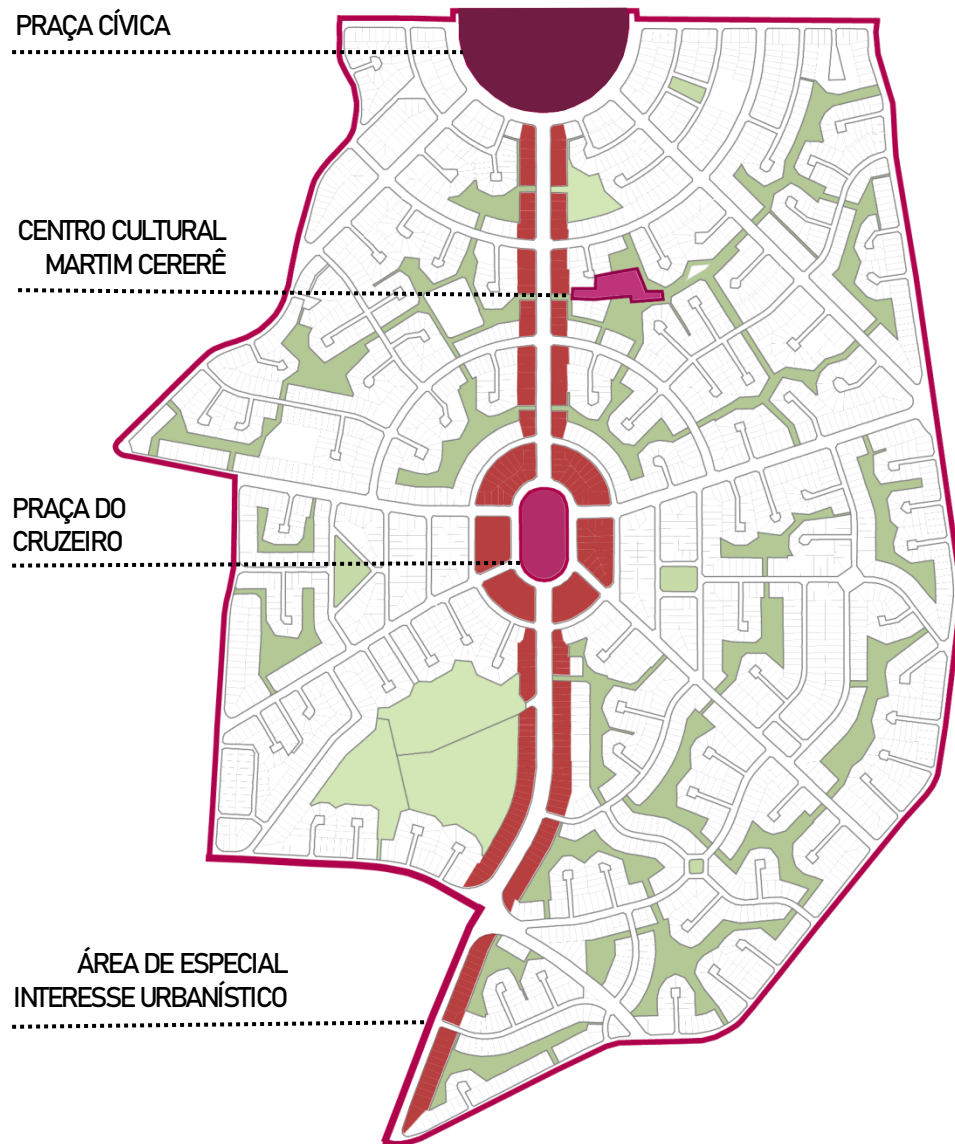 PRAÇA CÍVICA
CENTRO CULTURAL
MARTIM CERERÊ
PRAÇA DO
CRUZEIRO
ÁREA DE ESPECIAL
INTERESSE URBANÍSTICO